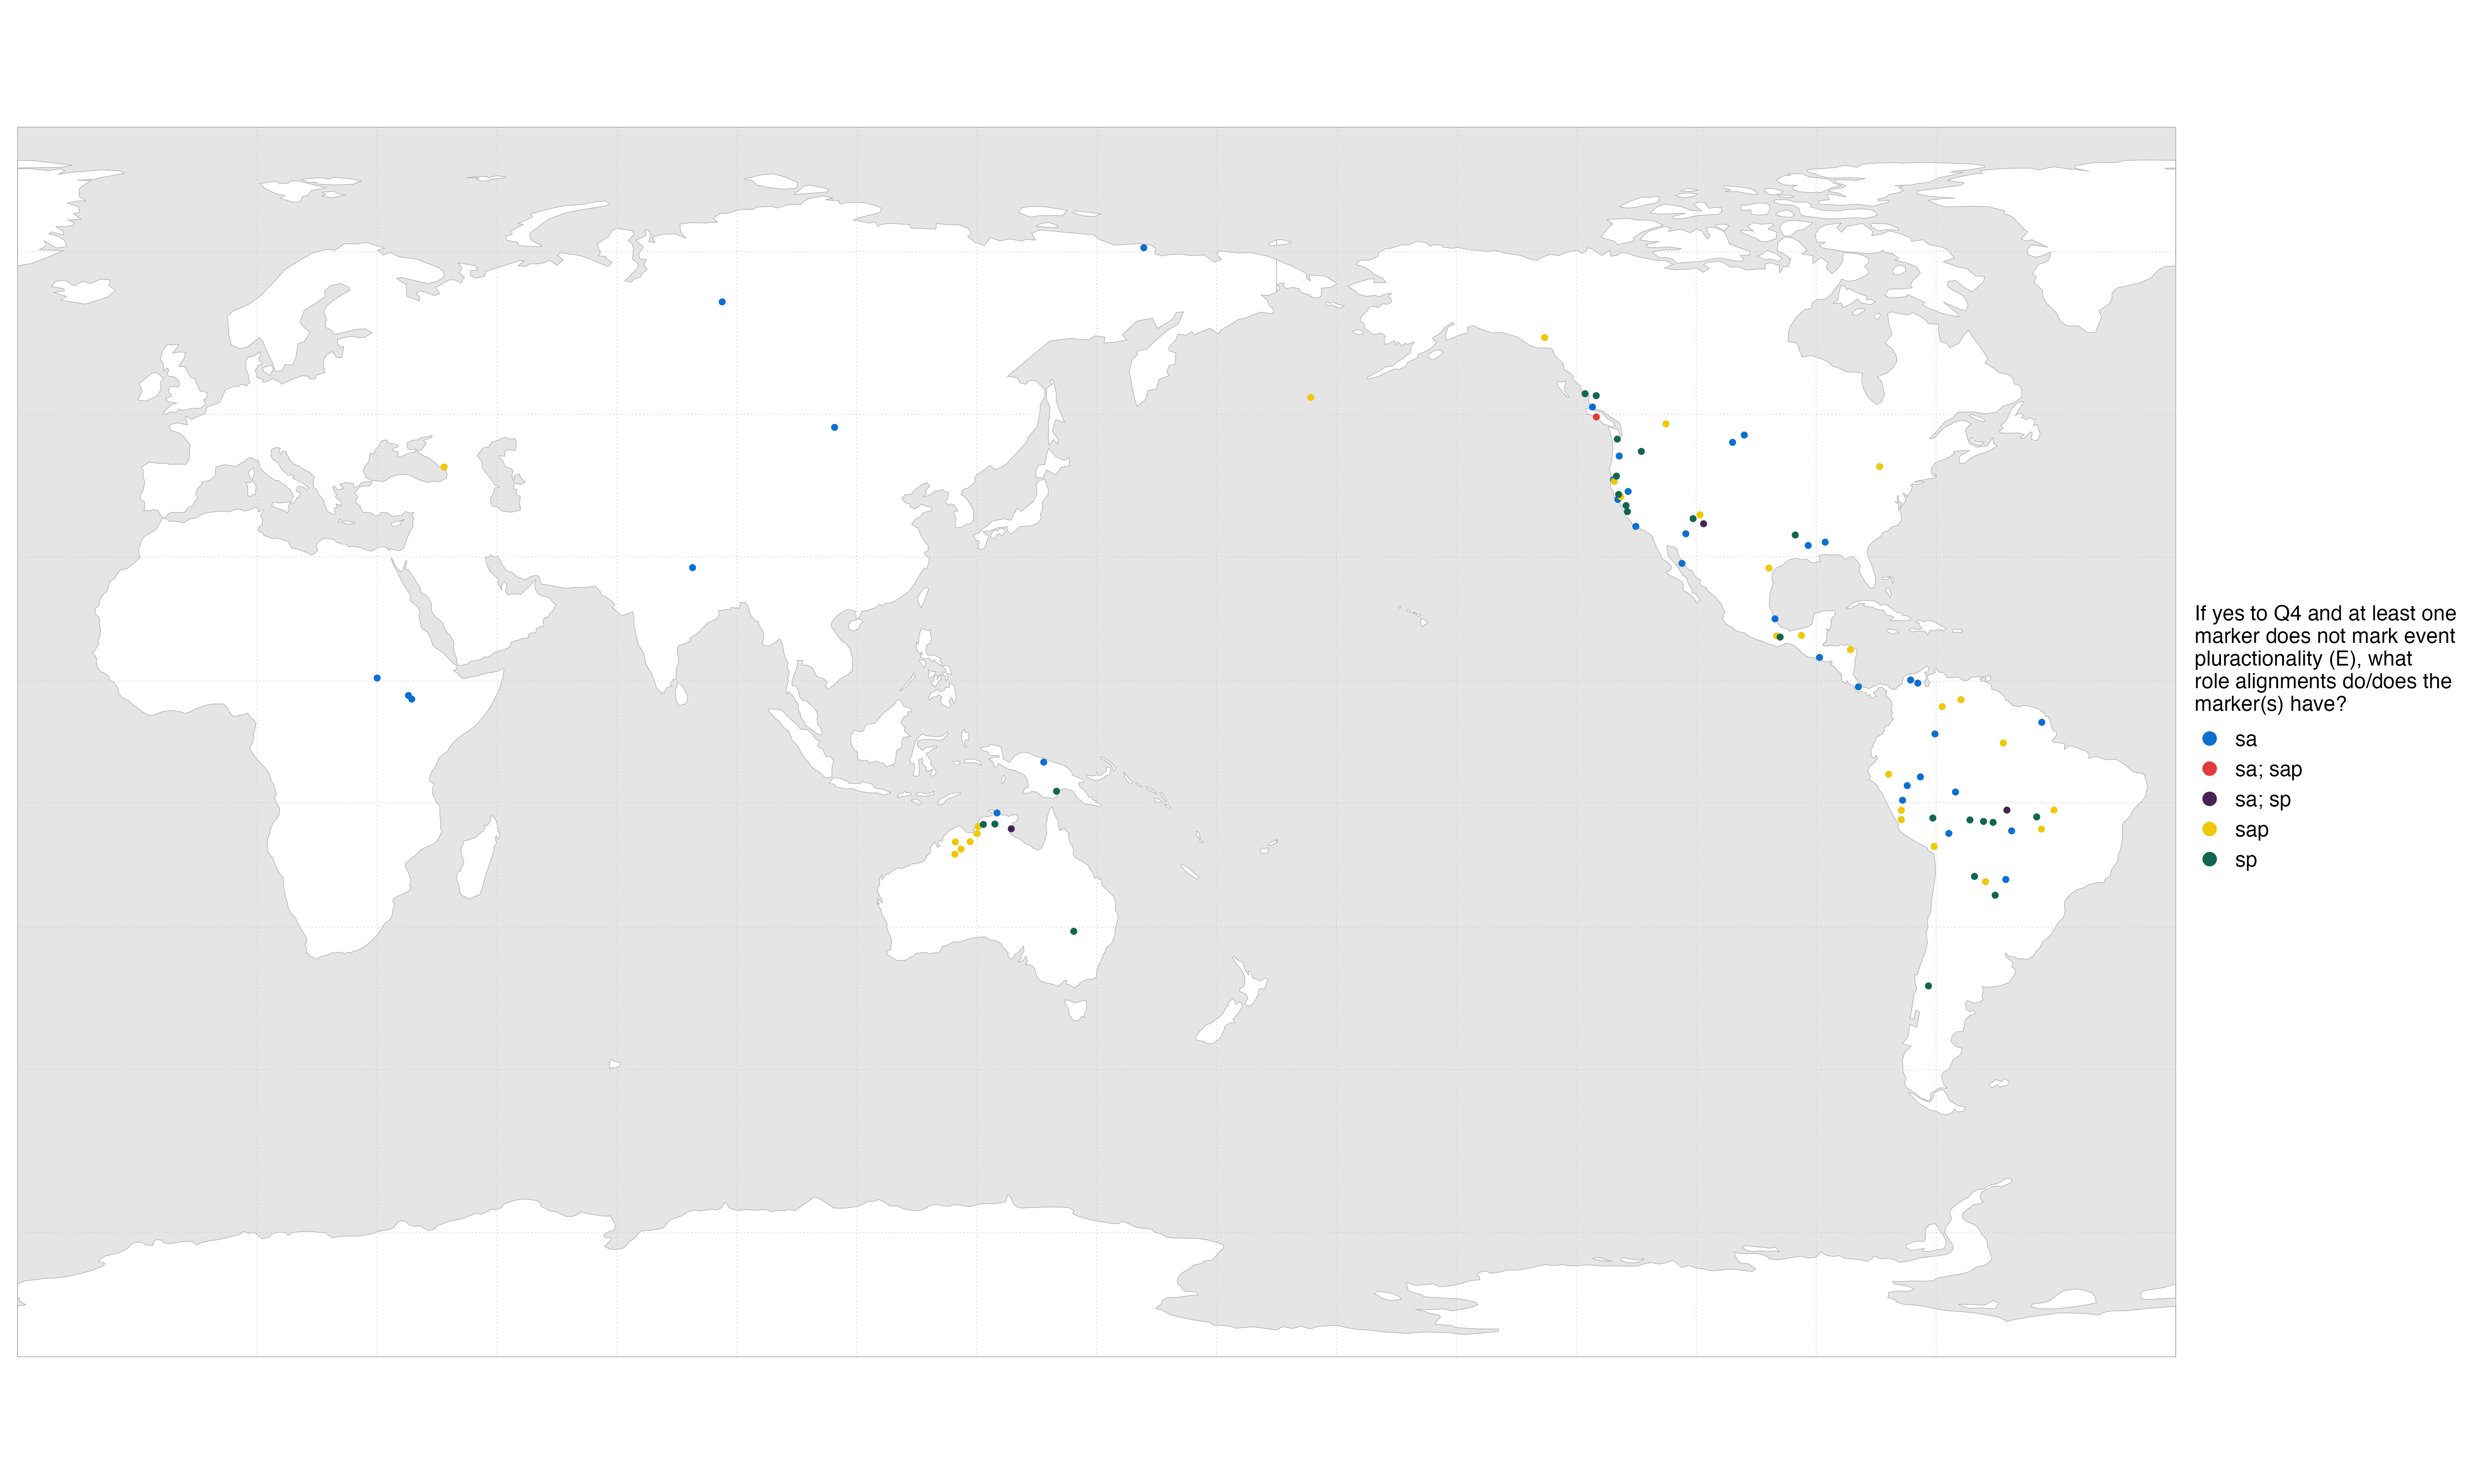 If yes to Q4 and at least one
marker does not mark event
pluractionality (E), what
role alignments do/does the
marker(s) have?
sa
sa; sap
sa; sp
sap
sp